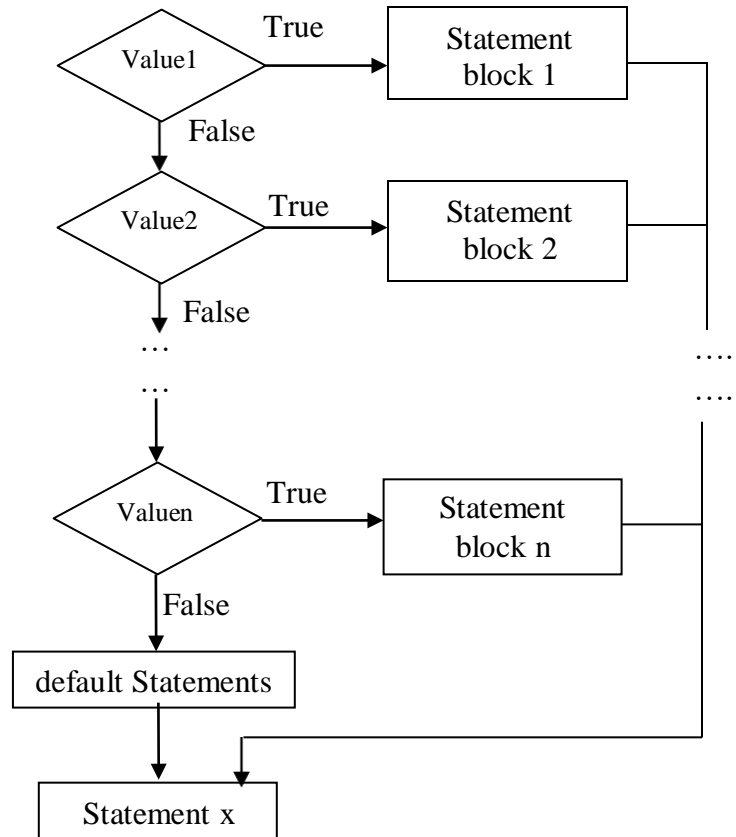 True
Value1
Statement
block 1
False
Value2
True
Statement
block 2
False
…
….
…
….
Valuen
True
Statement
block n
False
default Statements
Statement x